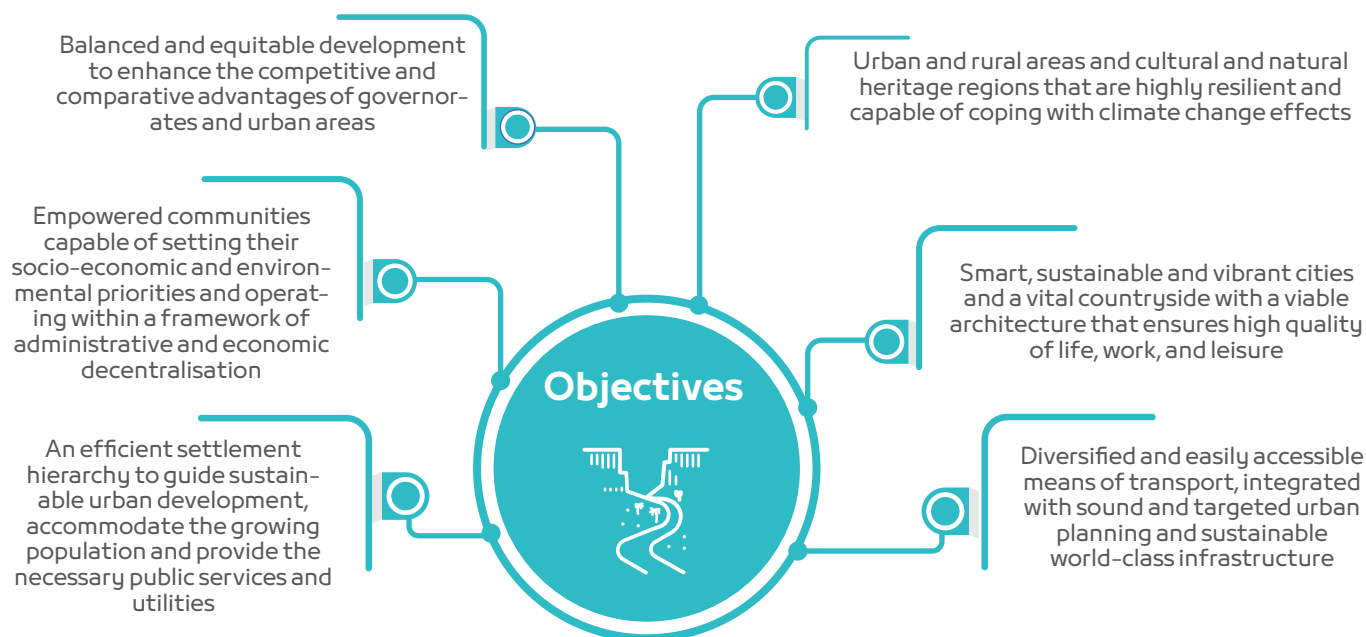 Balanced and equitable development
to enhance the competitive and
comparative advantages of governor-
ates and urban areas
Urban and rural areas and cultural and natural
heritage regions that are highly resilient and
capable of coping with climate change effects
Empowered communities
capable of setting their
socio-economic and environ-
mental priorities and operat-
ing within a framework of
administrative and economic
decentralisation
Smart, sustainable and vibrant cities
and a vital countryside with a viable
architecture that ensures high quality
of life, work, and leisure
Objectives
An efficient settlement
hierarchy to guide sustain-
able urban development,
accommodate the growing
population and provide the
necessary public services and
utilities
Diversified and easily accessible
means of transport, integrated
with sound and targeted urban
planning and sustainable
world-class infrastructure